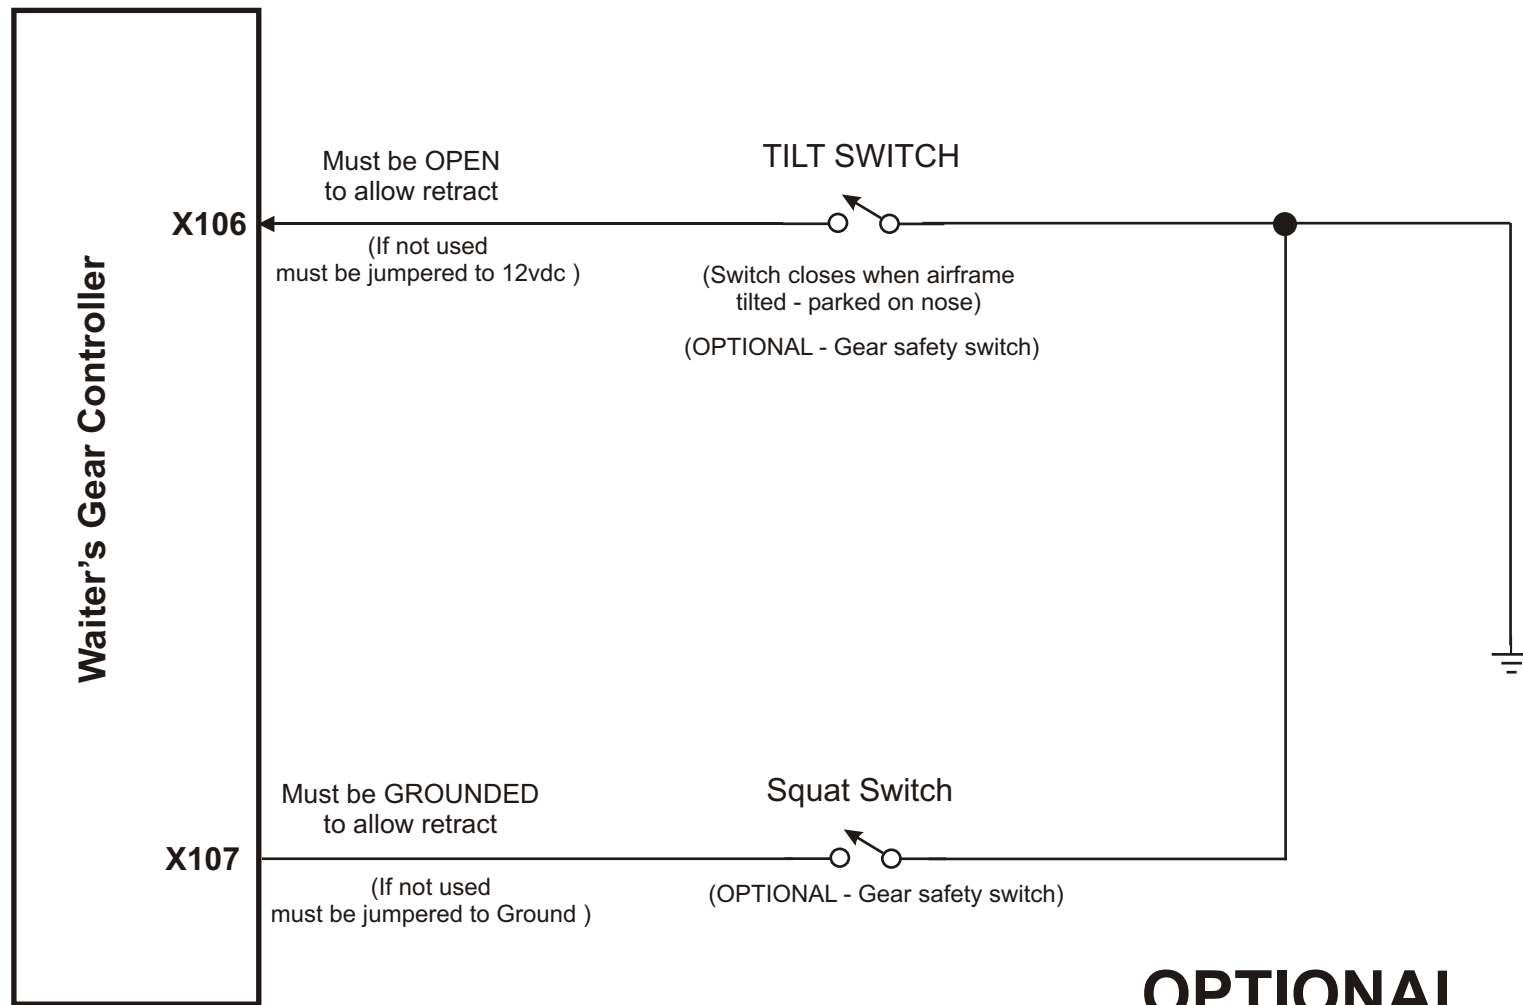 Waiter's Gear Controller
Must be OPEN
to allow retract
TILT SWITCH
X106
(If not used
must be jumpered to 12vdc )
(Switch closes when airframe
tilted - parked on nose)
(OPTIONAL - Gear safety switch)
Must be GROUNDED
to allow retract
Squat Switch
X107
(If not used
must be jumpered to Ground )
(OPTIONAL - Gear safety switch)
OPTIONAL